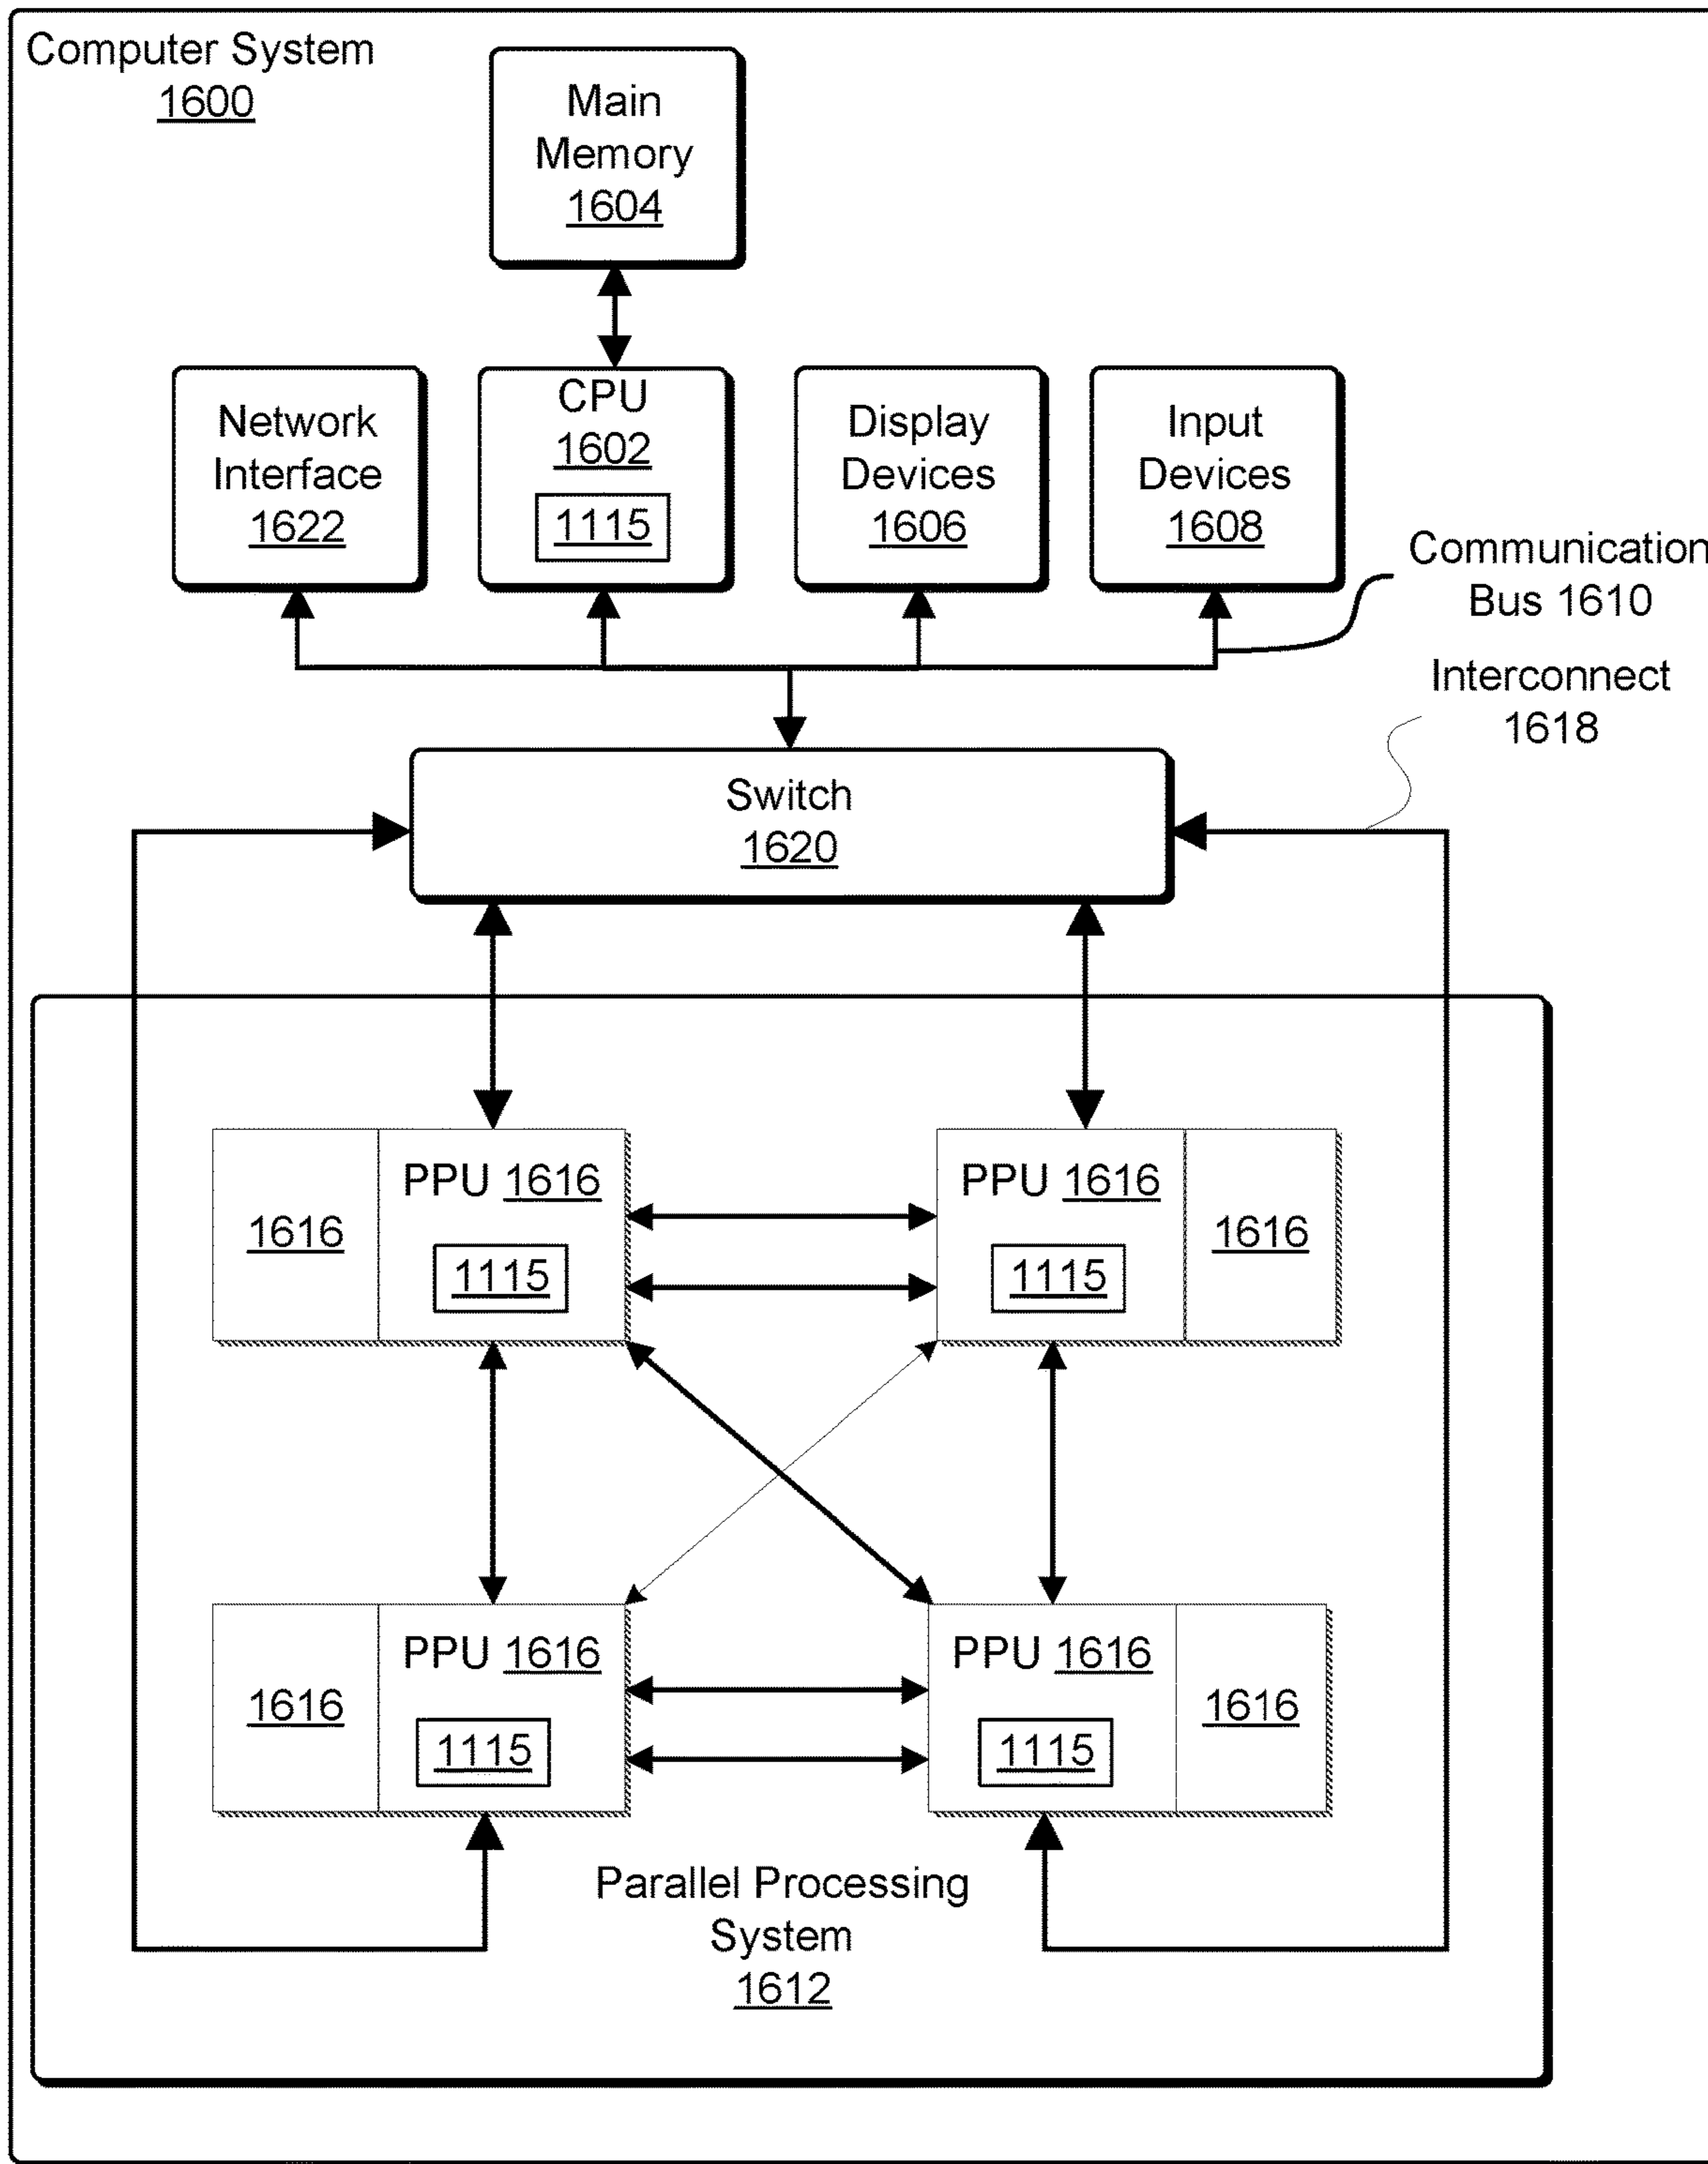 Computer System
1600
Main
Memory
1604
Network
Interface
1622
CPU
1602
1115
Display
Devices
1606
Input
Devices
1608
Communication
Bus 1610
Interconnect
1618
Switch
1620
1616
PPU 1616
1115
PPU 1616
1115
1616
1616
PPU 1616
1115
PPU 1616
1115
1616
Parallel Processing
System
1612